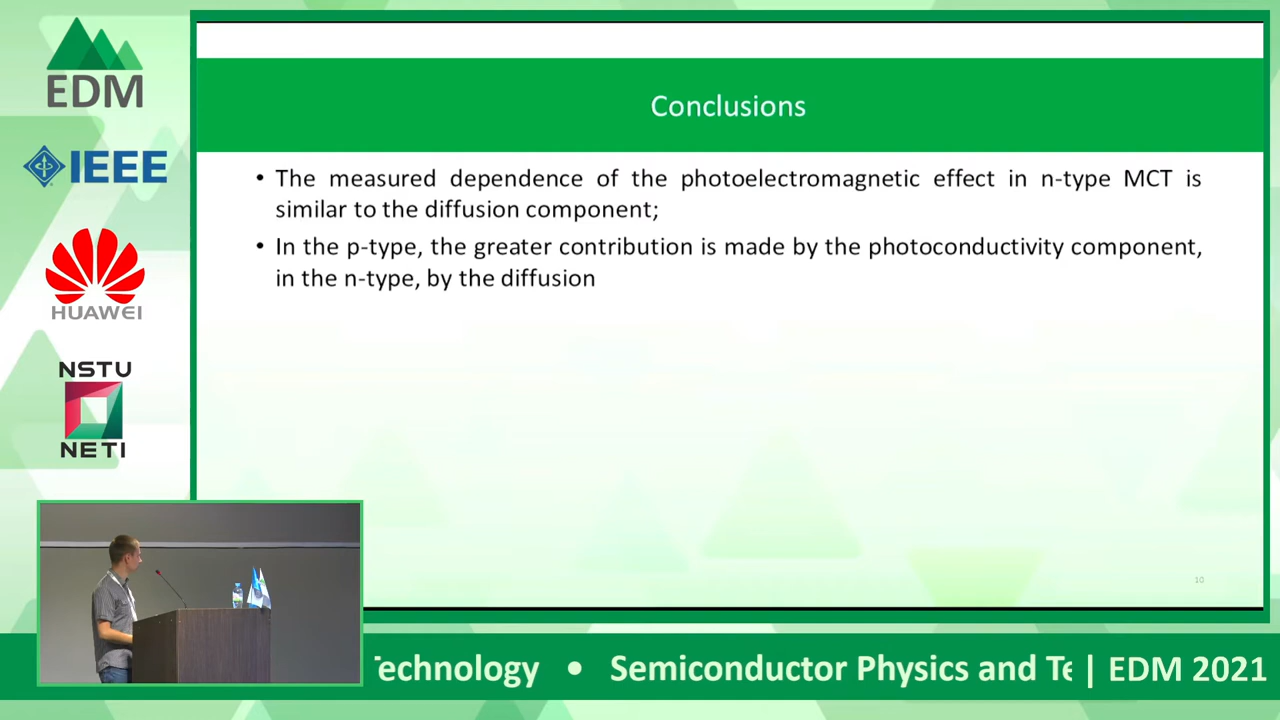 EDM
IEEE
HUAWEI
NSTU
NETI
Conclusions
• The measured dependence of the photoelectromagnetic effect in n-type MCT is
similar to the diffusion component;
• In the p-type, the greater contribution is made by the photoconductivity component,
in the n-type, by the diffusion
10
Technology • Semiconductor Physics and Te | EDM 2021